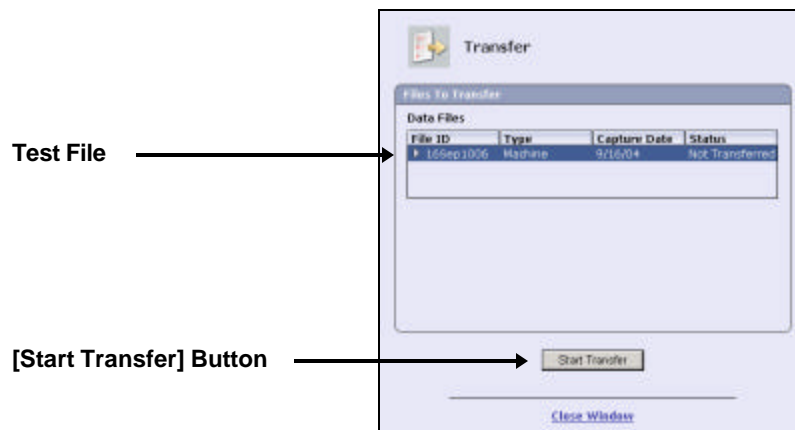 Transfer
Files To Transfer
Data Files
File ID Type Capture Date Status
16Sep1006 Machine 9/16/04 Not Transferred
Test File
[Start Transfer] Button
Start Transfer
Close Window